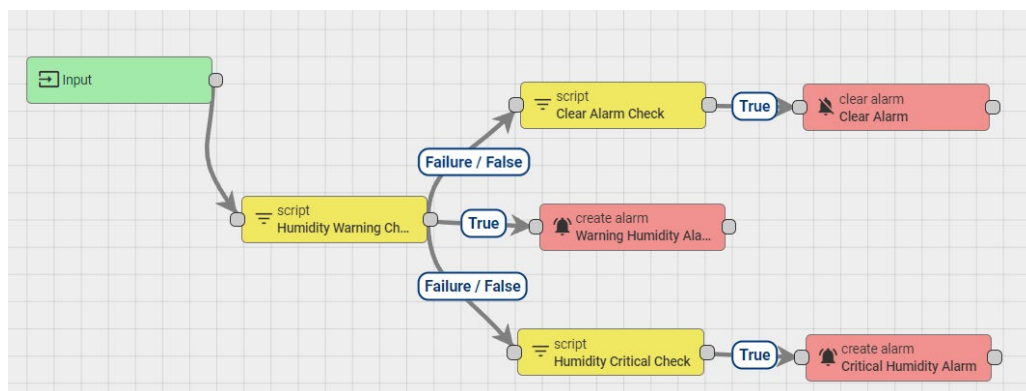 Input
script
Clear Alarm Check
True
clear alarm
Clear Alarm
Failure / False
script
Humidity Warning Ch...
True
create alarm
Warning Humidity Ala...
Failure / False
script
Humidity Critical Check
True
create alarm
Critical Humidity Alarm